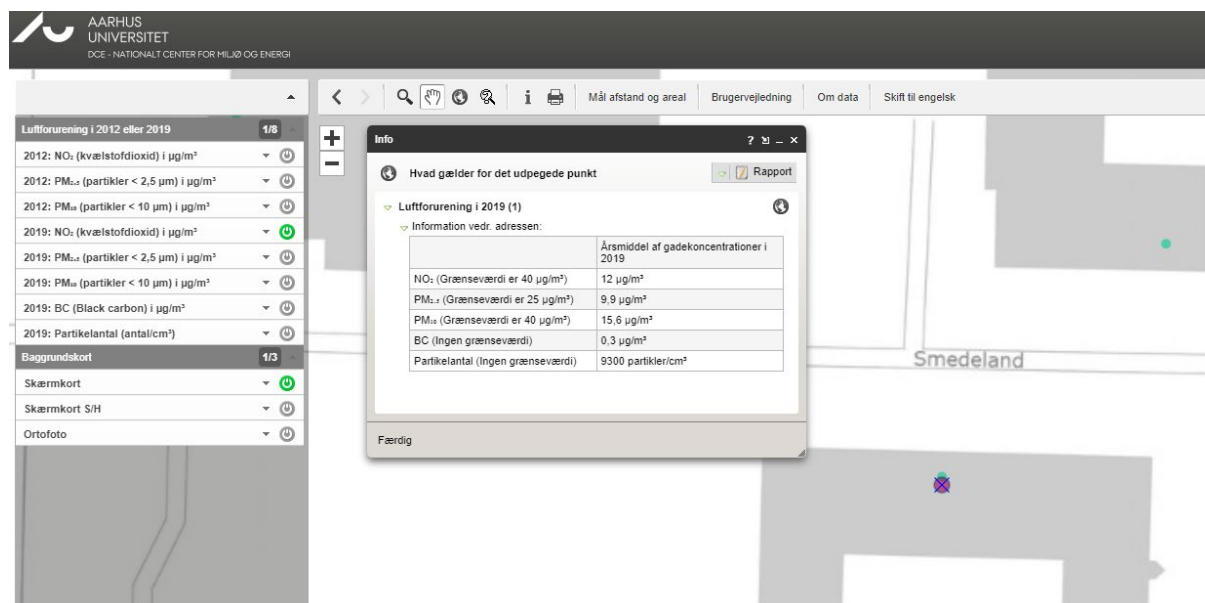 AARHUS
UNIVERSITET
DCE - NATIONALT CENTER FOR MILJØ OG ENERGI
Mål afstand og areal Brugervejledning Om data Skift til engelsk
Luftforurening i 2012 eller 2019 1/8
2012: NO₂ (kvælstofdioxid) i µg/m³
2012: PM₂.₅ (partikler < 2,5 µm) i µg/m³
2012: PM₁₀ (partikler < 10 µm) i µg/m³
2019: NO₂ (kvælstofdioxid) i µg/m³
2019: PM₂.₅ (partikler < 2,5 µm) i µg/m³
2019: PM₁₀ (partikler < 10 µm) i µg/m³
2019: BC (Black carbon) i µg/m³
2019: Partikelantal (antal/cm³)
Baggrundskort 1/3
Skærmkort
Skærmkort S/H
Ortofoto
Info
Hvad gælder for det udpegede punkt Rapport
Luftforurening i 2019 (1)
Information vedr. adressen:
Årsmiddel af gadekoncentrationer i
2019
NO₂ (Grænseværdi er 40 µg/m³) 12 µg/m³
PM₂.₅ (Grænseværdi er 25 µg/m³) 9,9 µg/m³
PM₁₀ (Grænseværdi er 40 µg/m³) 15,6 µg/m³
BC (Ingen grænseværdi) 0,3 µg/m³
Partikelantal (Ingen grænseværdi) 9300 partikler/cm³
Færdig
Smedeland